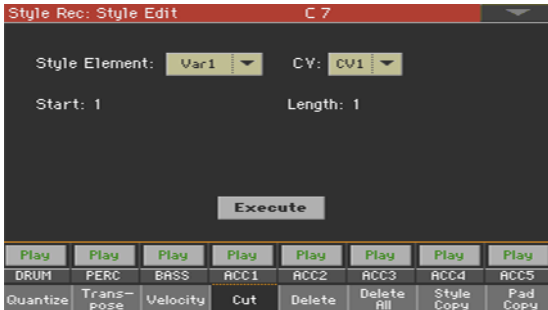 Style Rec: Style Edit C 7
Style Element: Var1 CV: CV1
Start: 1 Length: 1
Execute
Play Play Play Play Play Play Play Play
DRUM PERC BASS ACC1 ACC2 ACC3 ACC4 ACC5
Quantize Trans- Velocity Cut Delete Delete Style Pad
pose All Copy Copy